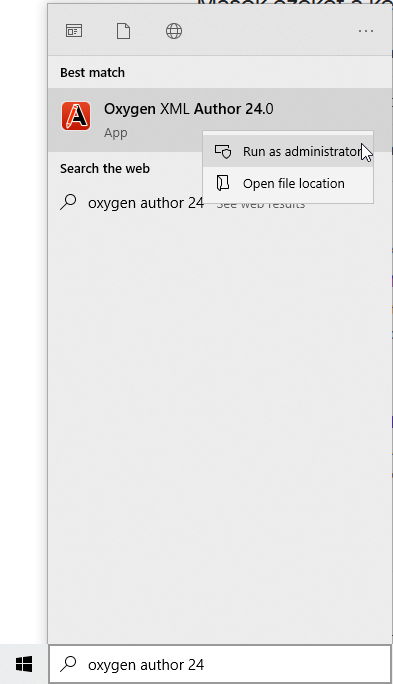 Best match
Oxygen XML Author 24.0
App
Run as administrator
Search the web
Open file location
oxygen author 24 See web results
oxygen author 24